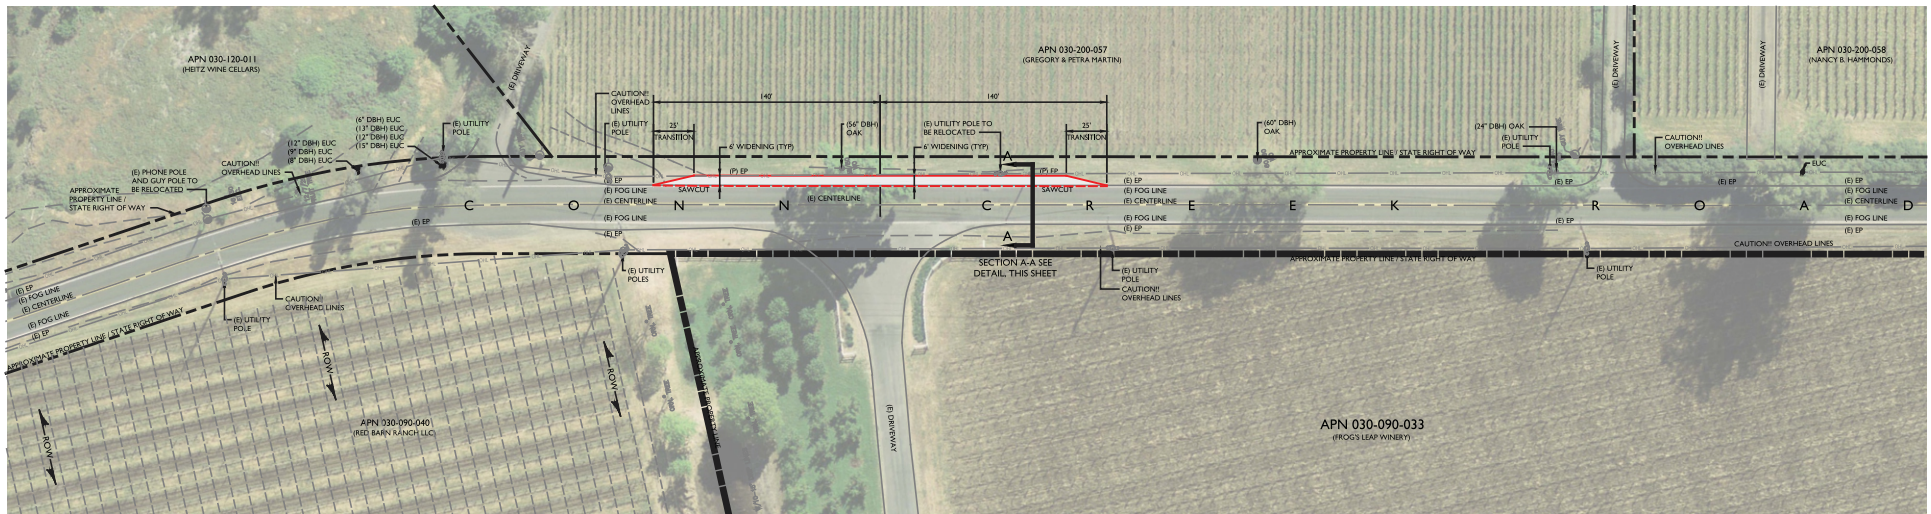 APN 030-120-011
(HEITZ WINE CELLARS)
(E) DRIVEWAY
APN 030-200-057
(GREGORY & PETRA MARTIN)
(E) DRIVEWAY
(E) DRIVEWAY
APN 030-200-058
(NANCY B. HAMMONDS)
CAUTION!!
OVERHEAD
LINES
140'
140'
(6" DBH) EUC
(13" DBH) EUC
(12" DBH) EUC
(15" DBH) EUC
(E) UTILITY
POLE
(E) UTILITY
POLE
25'
TRANSITION
(56" DBH)
OAK
(E) UTILITY POLE TO
BE RELOCATED
25'
TRANSITION
(60" DBH)
OAK
(24" DBH) OAK
(E) UTILITY
POLE
CAUTION!!
OVERHEAD LINES
(12" DBH) EUC
(9" DBH) EUC
(8" DBH) EUC
6' WIDENING (TYP)
6' WIDENING (TYP)
A
APPROXIMATE PROPERTY LINE / STATE RIGHT OF WAY
EUC
CAUTION!!
OVERHEAD LINES
(E) PHONE POLE
AND GUY POLE TO
BE RELOCATED
APPROXIMATE
PROPERTY LINE /
STATE RIGHT OF WAY
(P) EP
(P) EP
(E) EP
(E) FOG LINE
(E) CENTERLINE
(E) FOG LINE
(E) EP
SAWCUT
(E) CENTERLINE
SAWCUT
(E) EP
(E) FOG LINE
(E) CENTERLINE
(E) FOG LINE
(E) EP
(E) EP
(E) EP
(E) EP
(E) FOG LINE
(E) CENTERLINE
(E) FOG LINE
(E) EP
CONN CREEK ROAD
(E) EP
(E) EP
A
SECTION A-A SEE
DETAIL, THIS SHEET
APPROXIMATE PROPERTY LINE / STATE RIGHT OF WAY
CAUTION!! OVERHEAD LINES
(E) UTILITY
POLES
(E) UTILITY
POLE
CAUTION!!
OVERHEAD LINES
(E) UTILITY
POLE
(E) EP
(E) FOG LINE
(E) CENTERLINE
(E) FOG LINE
(E) EP
CAUTION!!
OVERHEAD LINES
(E) UTILITY
POLE
APPROXIMATE PROPERTY LINE / STATE RIGHT OF WAY
ROW
ROW
ROW
APPROXIMATE PROPERTY LINE
(E) DRIVEWAY
APN 030-090-040
(RED BARN RANCH LLC)
APN 030-090-033
(FROG'S LEAP WINERY)